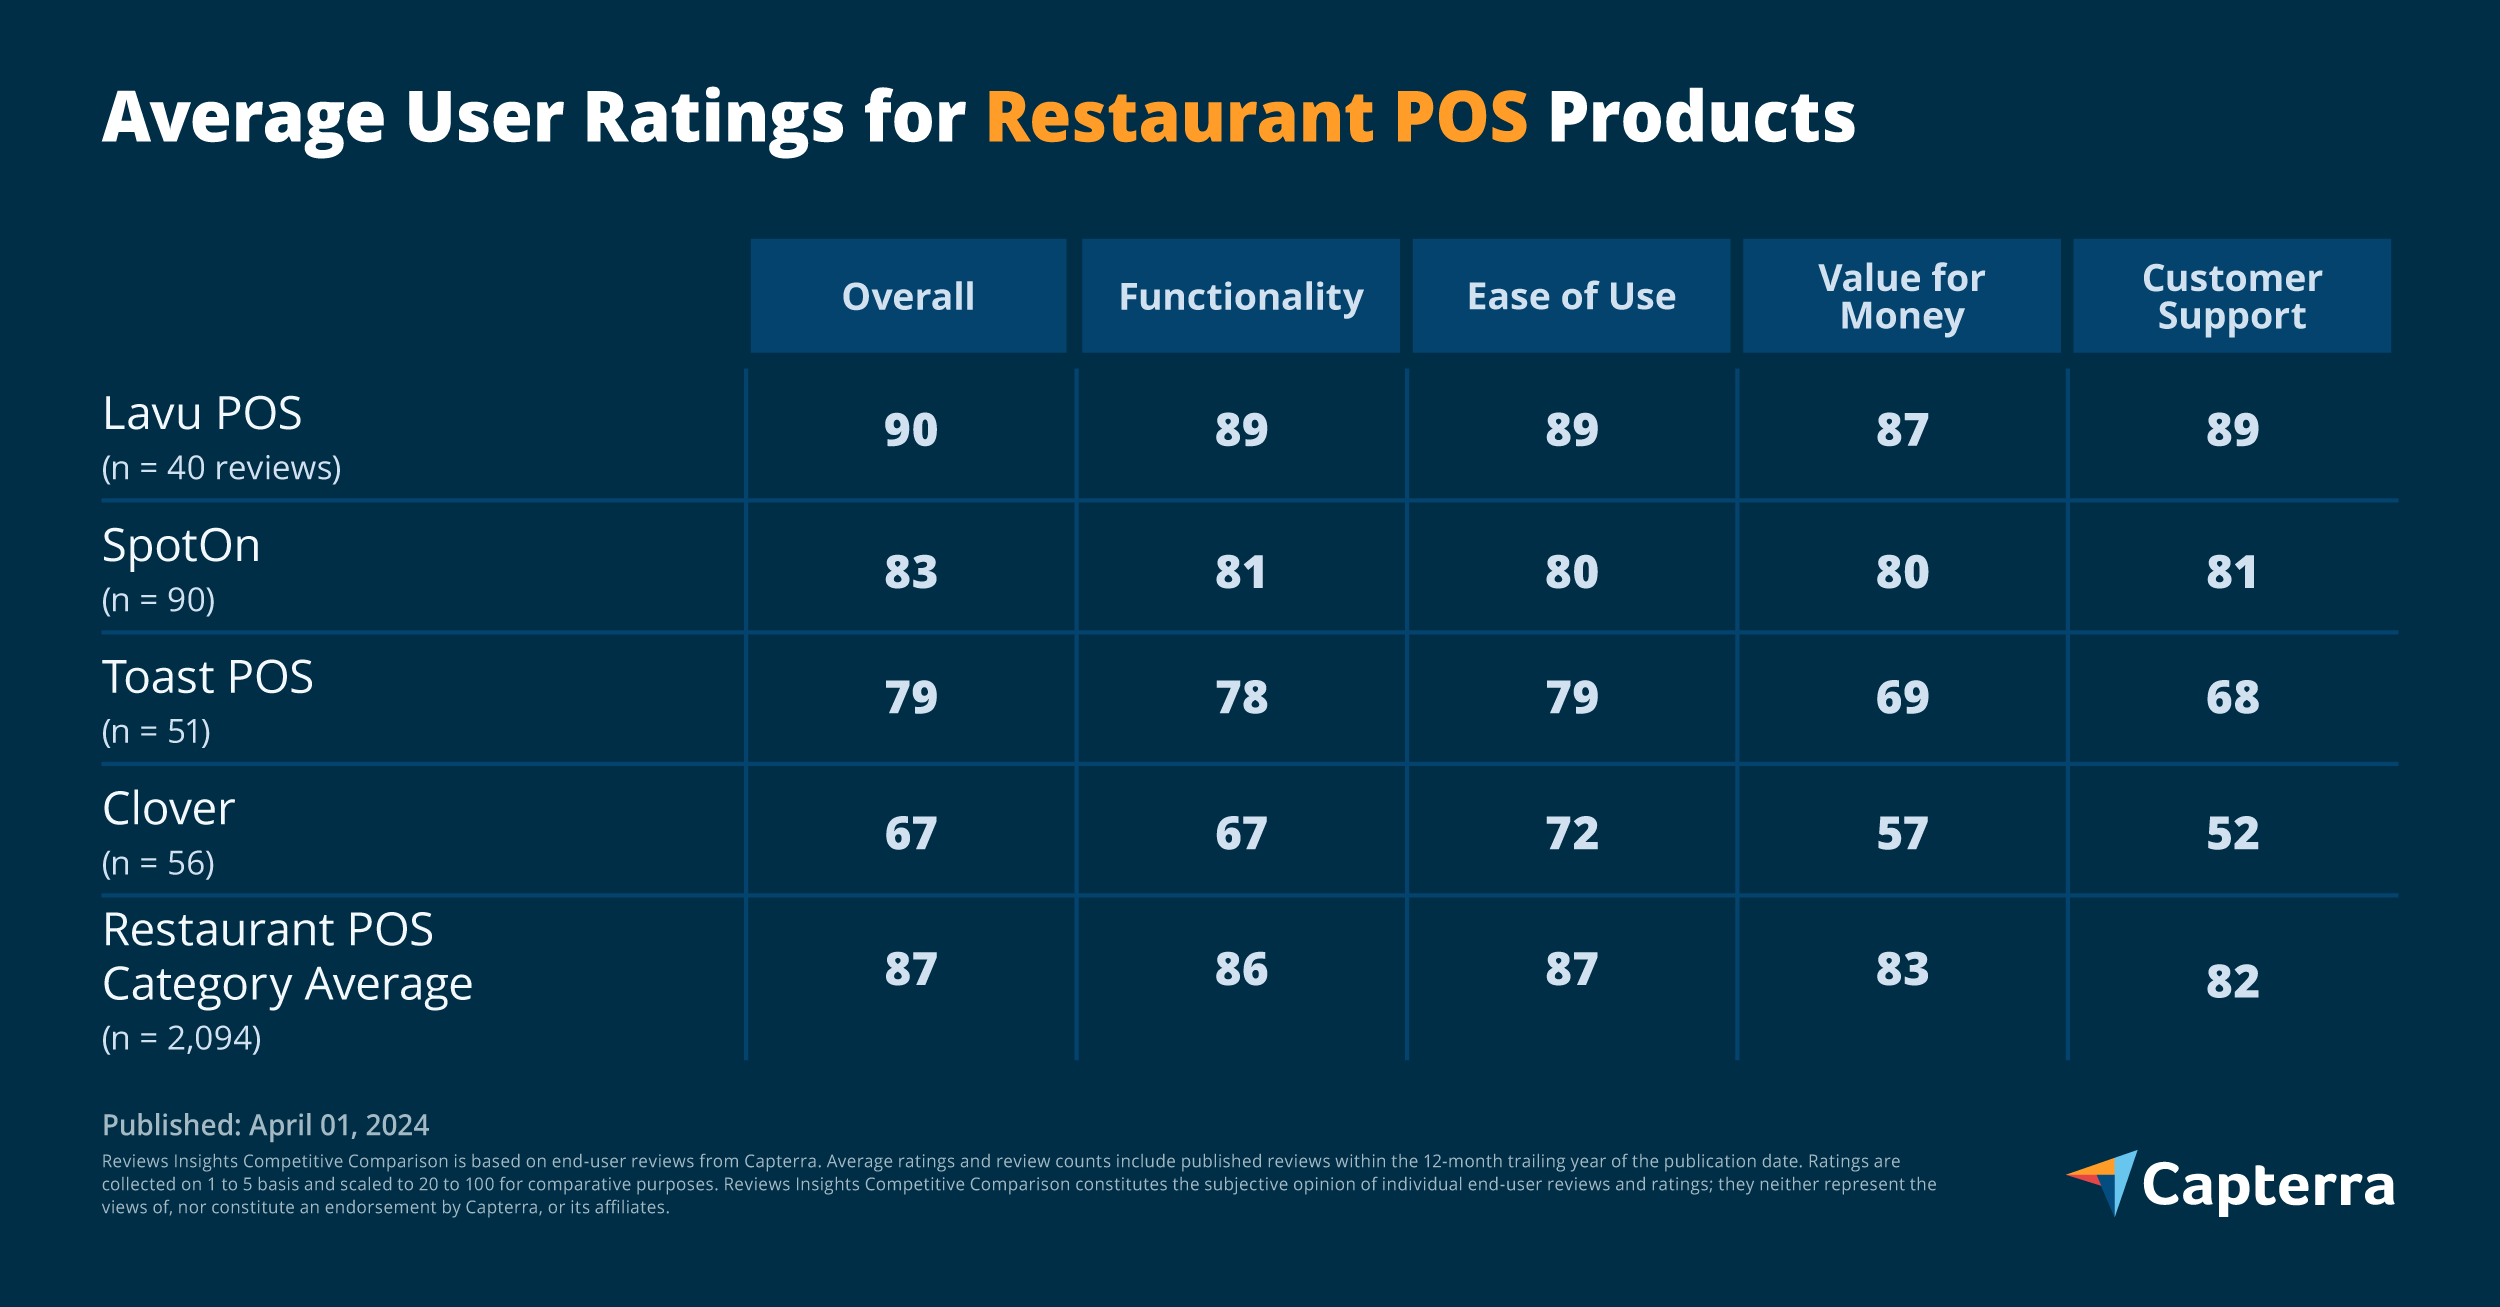 Average User Ratings for Restaurant POS Products
Overall
Functionality
Ease of Use
Value for
Money
Customer
Support
Lavu POS
(n = 40 reviews)
90
89
89
87
89
SpotOn
(n = 90)
83
81
80
80
81
Toast POS
(n = 51)
79
78
79
69
68
Clover
(n = 56)
67
67
72
57
52
Restaurant POS
Category Average
(n = 2,094)
87
86
87
83
82
Published: April 01, 2024
Reviews Insights Competitive Comparison is based on end-user reviews from Capterra. Average ratings and review counts include published reviews within the 12-month trailing year of the publication date. Ratings are
collected on 1 to 5 basis and scaled to 20 to 100 for comparative purposes. Reviews Insights Competitive Comparison constitutes the subjective opinion of individual end-user reviews and ratings; they neither represent the
views of, nor constitute an endorsement by Capterra, or its affiliates.
Capterra